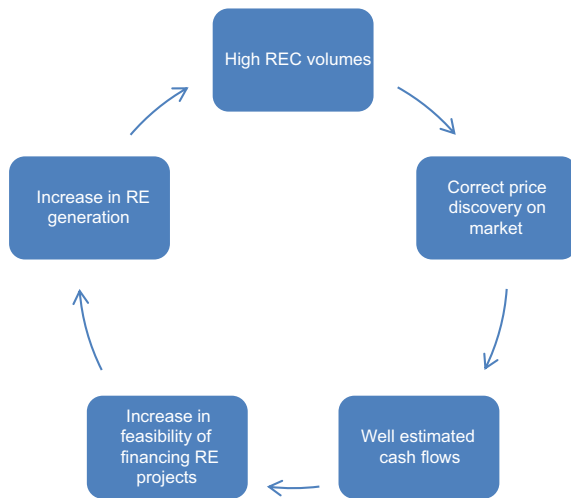 High REC volumes
Correct price
discovery on
market
Well estimated
cash flows
Increase in
feasibility of
financing RE
projects
Increase in RE
generation